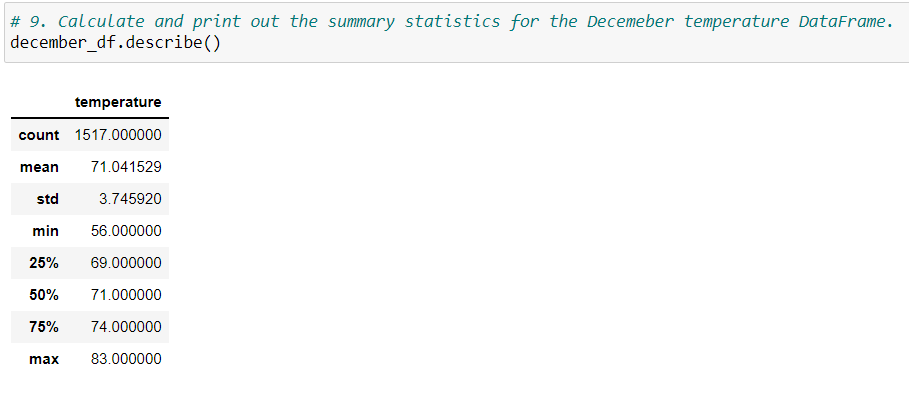 # 9. Calculate and print out the summary statistics for the Decemeber temperature DataFrame.
december_df.describe()
temperature
count 1517.000000
mean 71.041529
std 3.745920
min 56.000000
25% 69.000000
50% 71.000000
75% 74.000000
max 83.000000